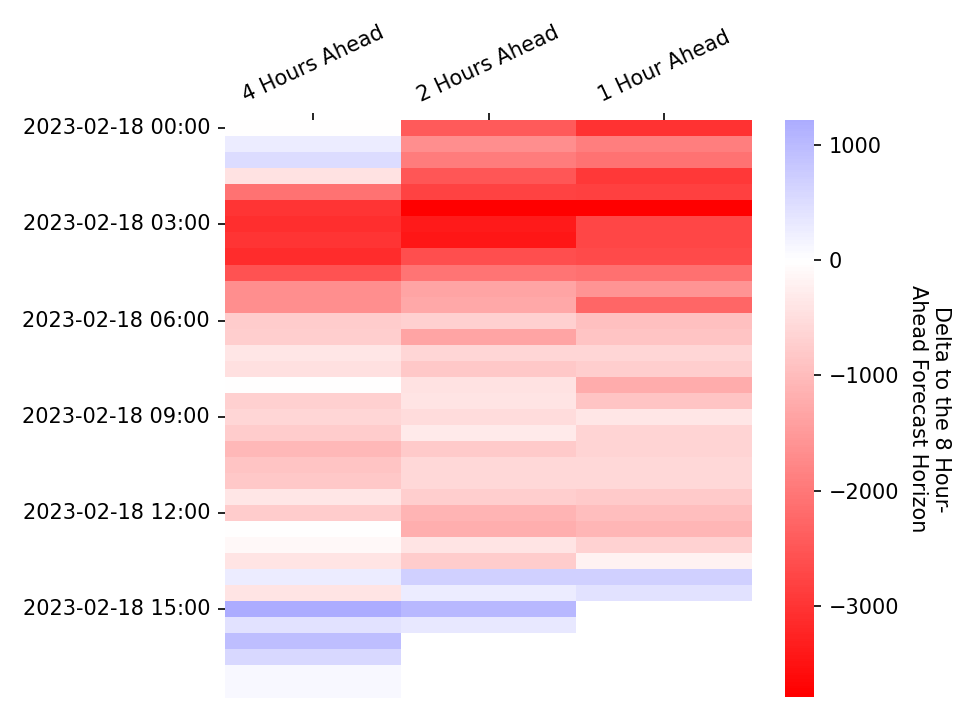 4 Hours Ahead
2 Hours Ahead
1 Hour Ahead
2023-02-18 00:00
2023-02-18 03:00
2023-02-18 06:00
2023-02-18 09:00
2023-02-18 12:00
2023-02-18 15:00
1000
0
−1000
−2000
−3000
Delta to the 8 Hour-
Ahead Forecast Horizon